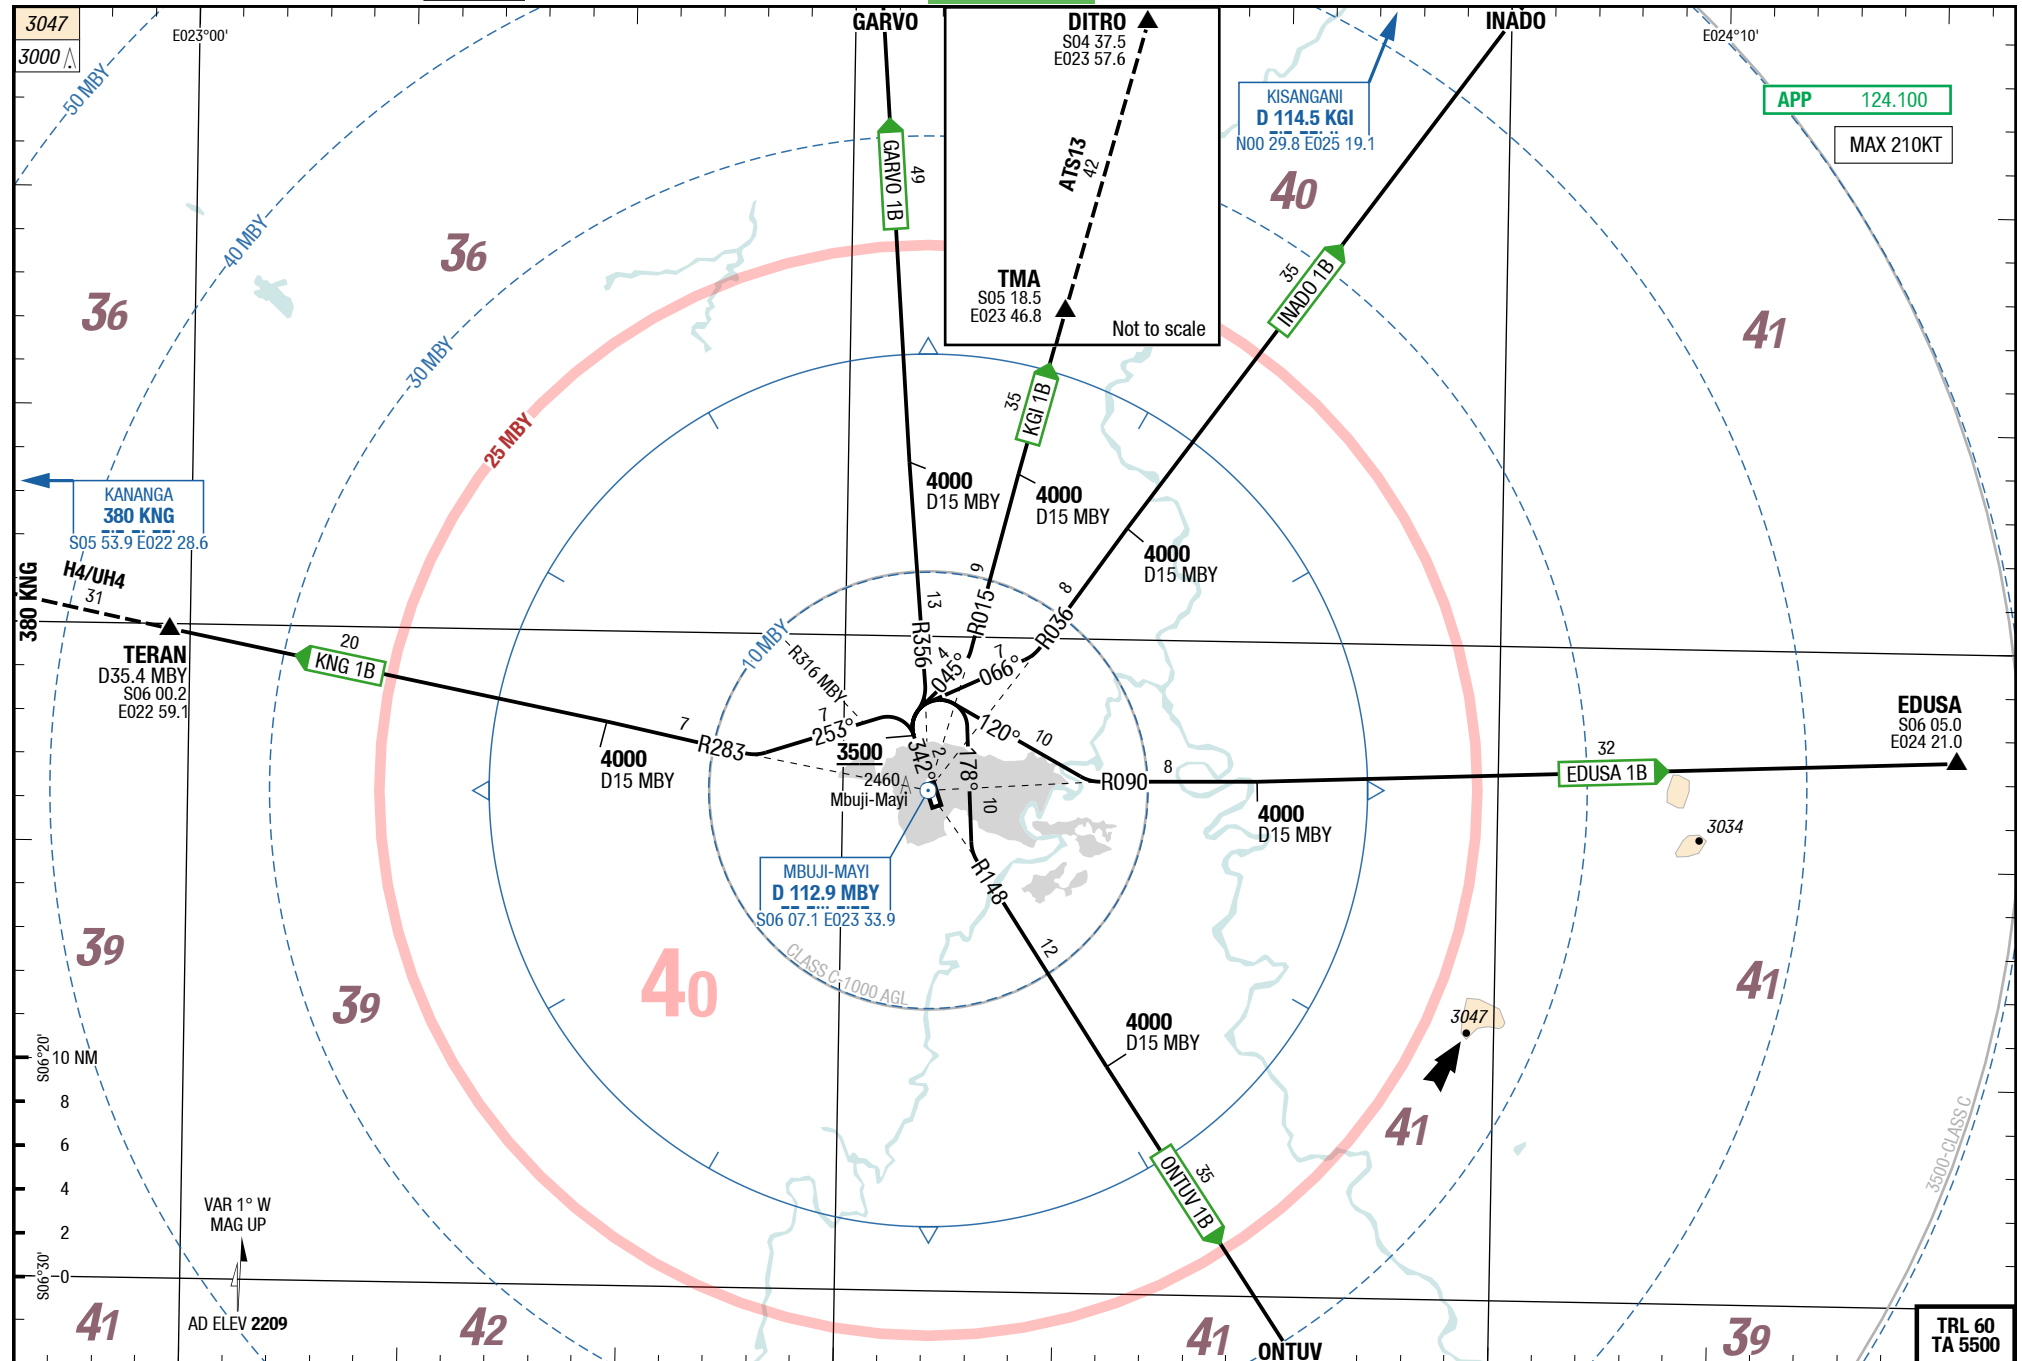 3047
3000
E023°00'
50 MBY
GARVO
DITRO
S04 37.5
E023 57.6
INADO
E024°10'
KISANGANI
D 114.5 KGI
N00 29.8 E025 19.1
APP 124.100
MAX 210KT
ATS13
42
GARVO 1B
49
40
36
40 MBY
36
TMA
S05 18.5
E023 46.8
Not to scale
35
INADO 1B
41
30 MBY
25 MBY
35
KGI 1B
KANANGA
380 KNG
S05 53.9 E022 28.6
4000
D15 MBY
4000
D15 MBY
4000
D15 MBY
380 KNG
H4/UH4
31
TERAN
D35.4 MBY
S06 00.2
E022 59.1
20
KNG 1B
10 MBY
R316 MBY
13
R356
9
R015
8
R036
4
045°
7
066°
7
253°
7
R283
4000
D15 MBY
3500
342°
2
178°
10
120°
10
R090
8
4000
D15 MBY
32
EDUSA 1B
EDUSA
S06 05.0
E024 21.0
2460
Mbuji-Mayi
3034
MBUJI-MAYI
D 112.9 MBY
S06 07.1 E023 33.9
R148
12
CLASS C-1000 AGL
39
39
40
41
3047
4000
D15 MBY
41
S06°20'
10 NM
8
6
4
2
0
S06°30'
35
ONTUV 1B
3500-CLASS C
VAR 1° W
MAG UP
AD ELEV 2209
41
42
41
ONTUV
39
TRL 60
TA 5500